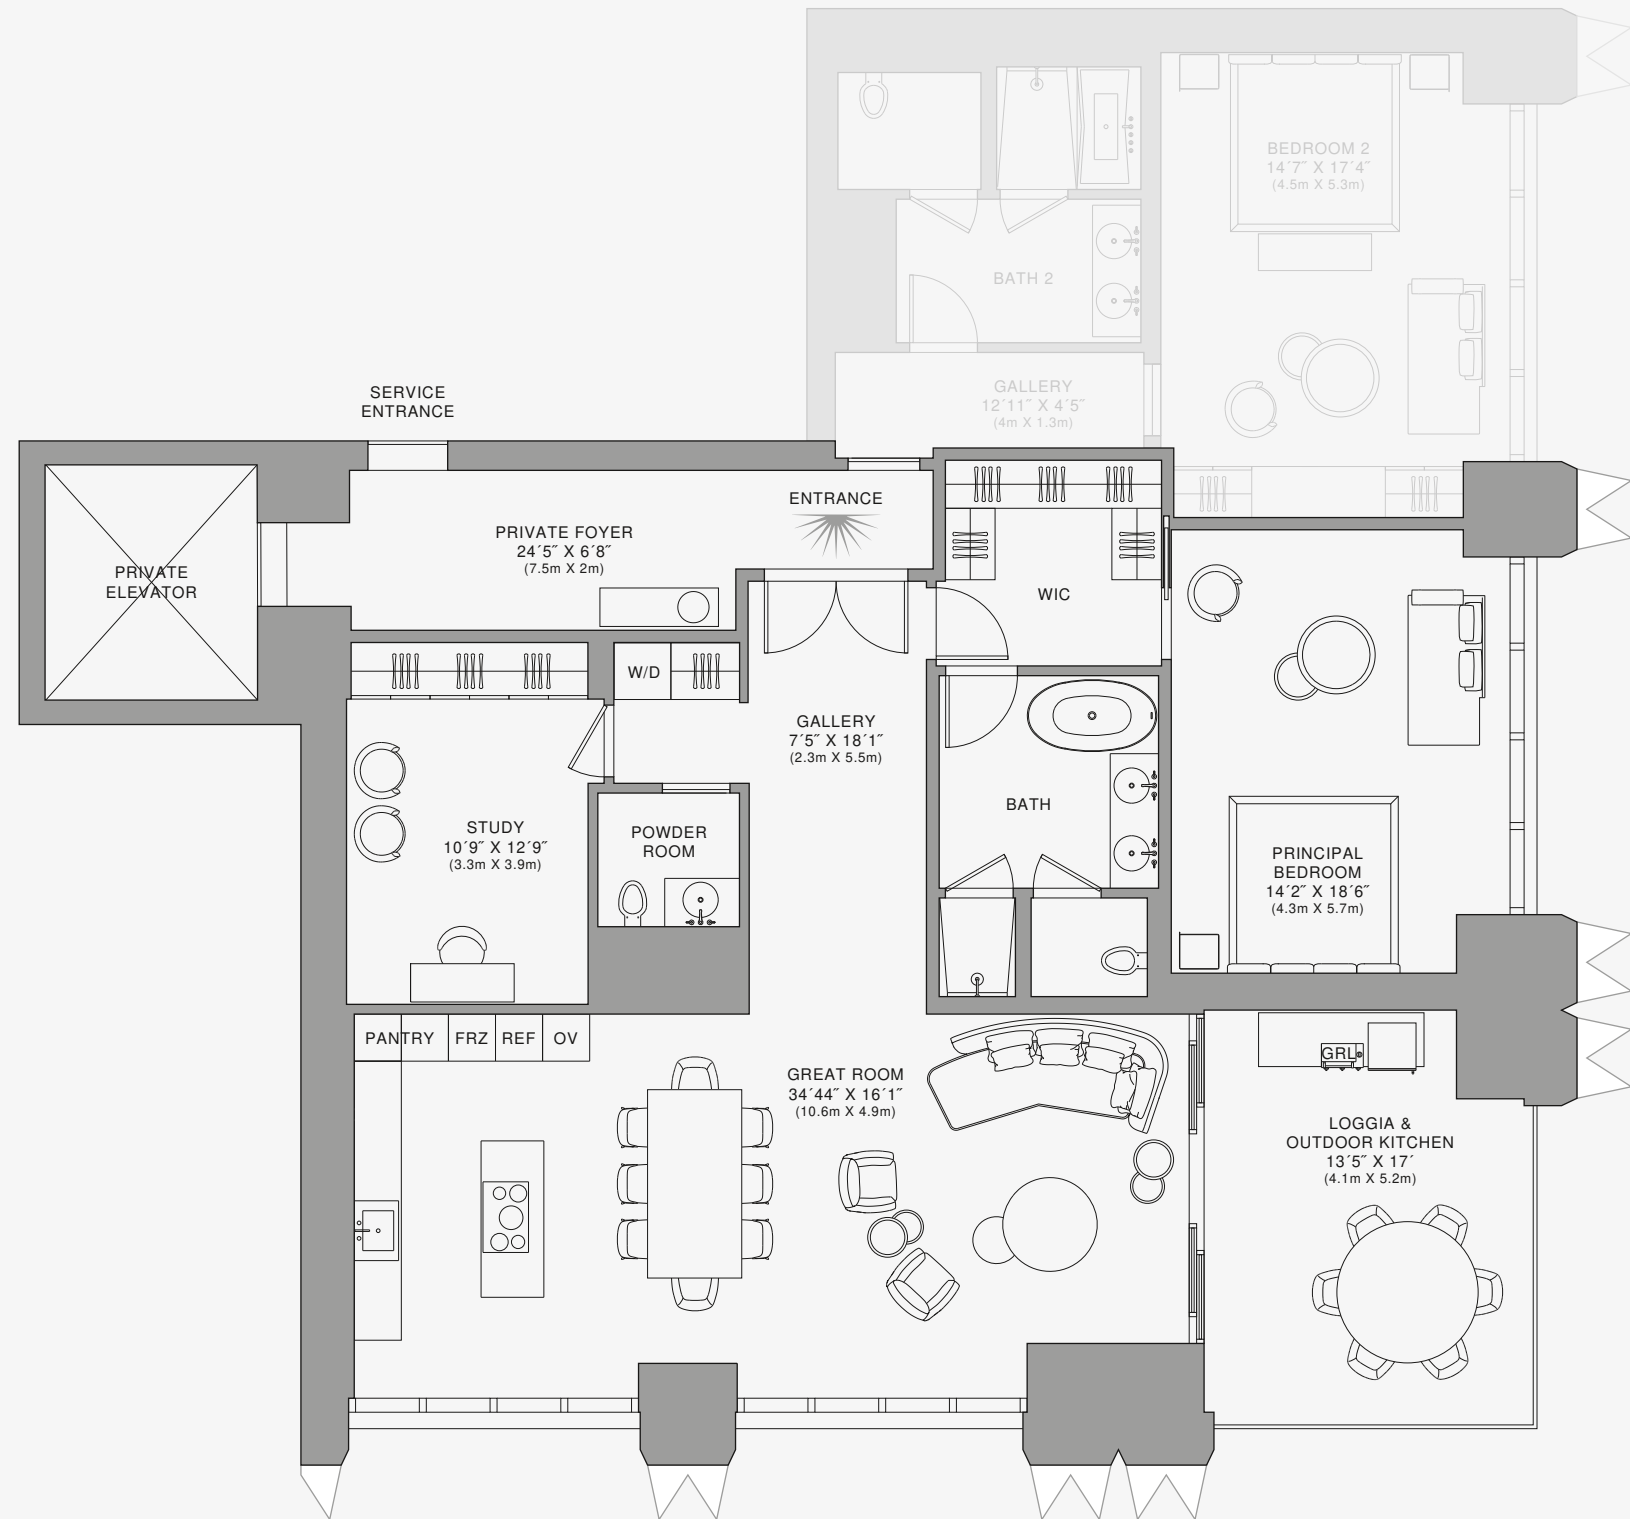 BEDROOM 2
14´7˝ X 17´4˝
(4.5m X 5.3m)
BATH 2
GALLERY
12´11˝ X 4´5˝
(4m X 1.3m)
SERVICE
ENTRANCE
ENTRANCE
PRIVATE FOYER
24´5˝ X 6´8˝
(7.5m X 2m)
PRIVATE
ELEVATOR
WIC
W/D
GALLERY
7´5˝ X 18´1˝
(2.3m X 5.5m)
STUDY
10´9˝ X 12´9˝
(3.3m X 3.9m)
POWDER
ROOM
BATH
PRINCIPAL
BEDROOM
14´2˝ X 18´6˝
(4.3m X 5.7m)
PANTRY
FRZ
REF
OV
GREAT ROOM
34´44˝ X 16´1˝
(10.6m X 4.9m)
GRL
LOGGIA &
OUTDOOR KITCHEN
13´5˝ X 17´
(4.1m X 5.2m)